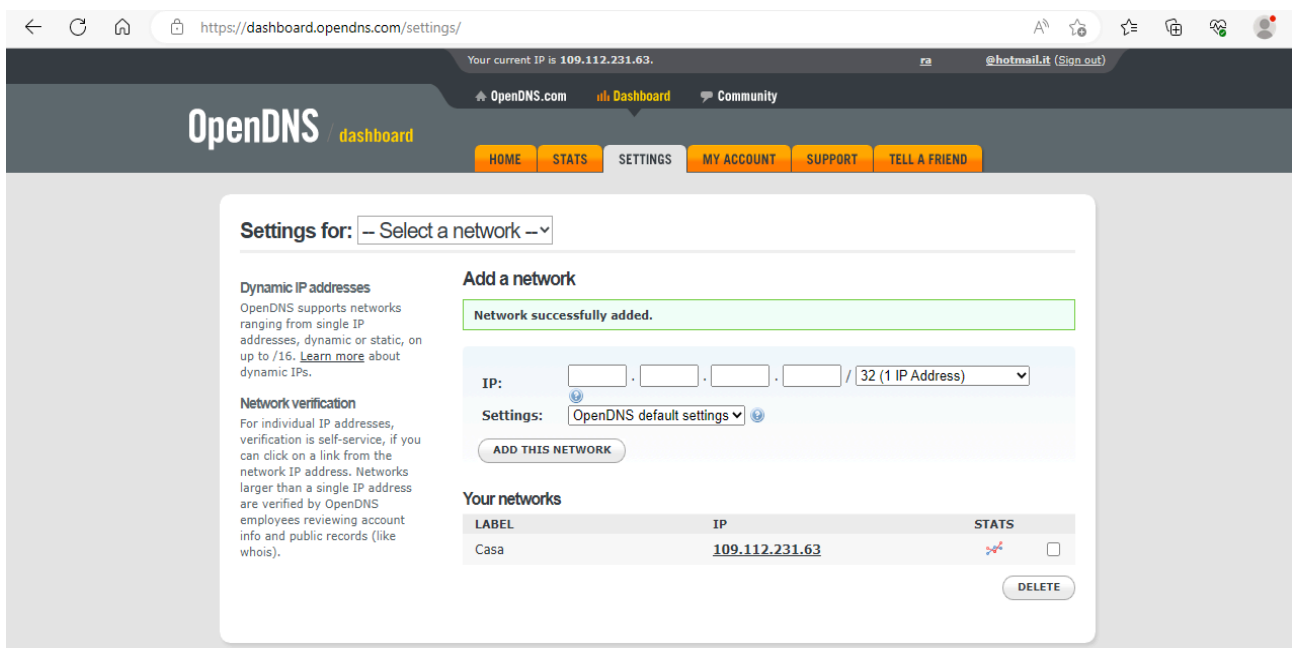 https://dashboard.opendns.com/settings/
Your current IP is 109.112.231.63.
ra @hotmail.it (Sign out)
OpenDNS.com Dashboard Community
OpenDNS / dashboard
HOME STATS SETTINGS MY ACCOUNT SUPPORT TELL A FRIEND
Settings for: -- Select a network --
Dynamic IP addresses
OpenDNS supports networks
ranging from single IP
addresses, dynamic or static, on
up to /16. Learn more about
dynamic IPs.
Network verification
For individual IP addresses,
verification is self-service, if you
can click on a link from the
network IP address. Networks
larger than a single IP address
are verified by OpenDNS
employees reviewing account
info and public records (like
whois).
Add a network
Network successfully added.
IP: . . . / 32 (1 IP Address)
Settings: OpenDNS default settings
ADD THIS NETWORK
Your networks
LABEL IP STATS
Casa 109.112.231.63
DELETE